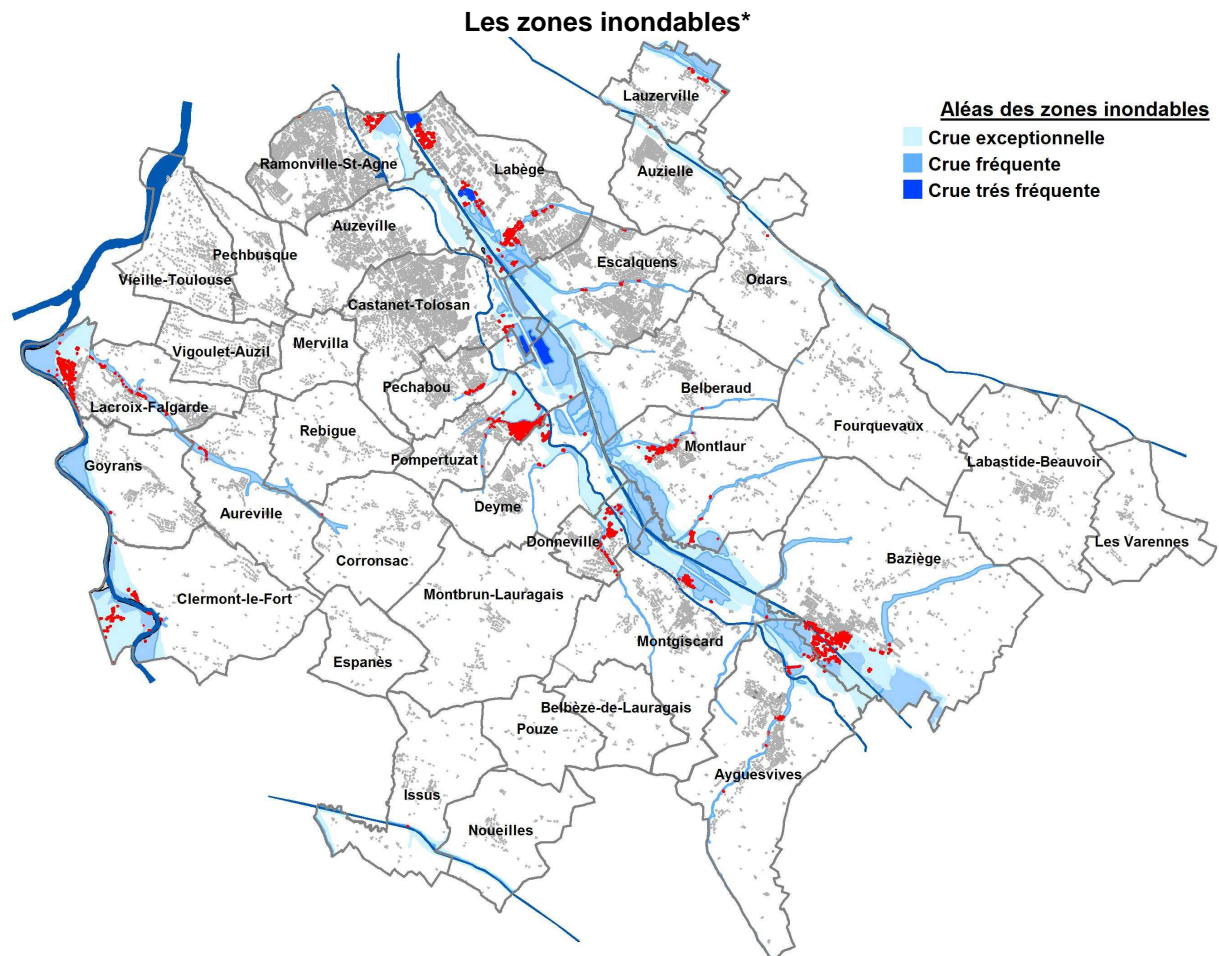 Les zones inondables*
Lauzerville
Aléas des zones inondables
Crue exceptionnelle
Crue fréquente
Crue trés fréquente
Ramonville-St-Agne
Labège
Auzielle
Auzeville
Pechbusque
Vieille-Toulouse
Escalquens
Odars
Castanet-Tolosan
Mervilla
Vigoulet-Auzil
Pechabou
Belberaud
Lacroix-Falgarde
Rebigue
Fourquevaux
Montlaur
Goyrans
Pompertuzat
Labastide-Beauvoir
Aureville
Deyme
Donneville
Les Varennes
Corronsac
Baziège
Clermont-le-Fort
Montbrun-Lauragais
Montgiscard
Espanès
Belbèze-de-Lauragais
Pouze
Ayguesvives
Issus
Noueilles